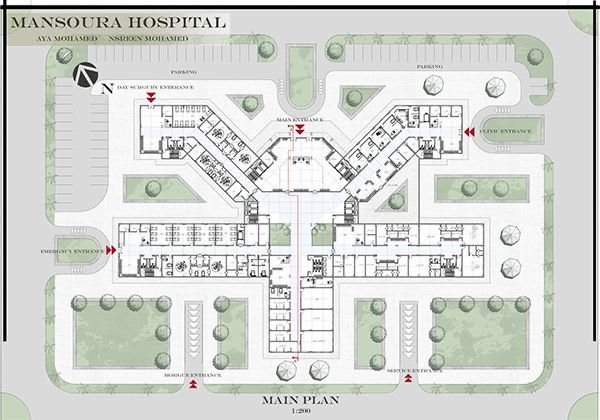 MANSOURA HOSPITAL
AYA MOHAMED NSREEN MOHAMED
PARKING
PARKING
N
DAY SURGURY ENTERANCE
MAIN ENTRANCE
CLINIC ENTRANCE
EMERGENCY ENTRANCE
MORGUE ENTRANCE
SERVICE ENTRANCE
MAIN PLAN
1:200